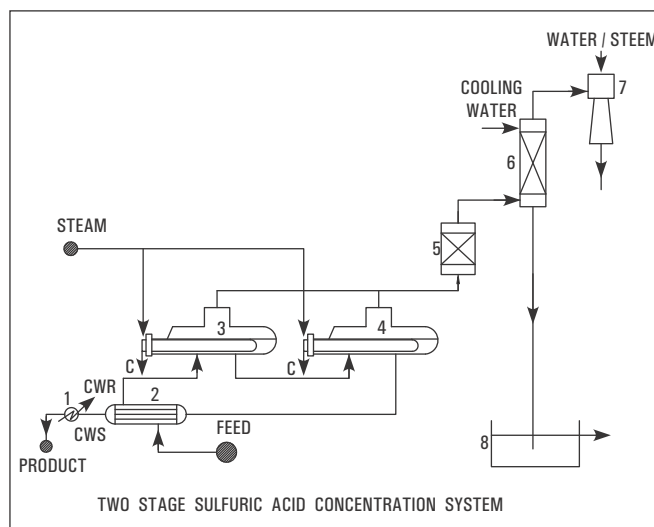 WATER / STEEM
7
COOLING
WATER
6
STEAM
5
3
4
C
C
CWR
1
2
CWS
FEED
PRODUCT
8
TWO STAGE SULFURIC ACID CONCENTRATION SYSTEM